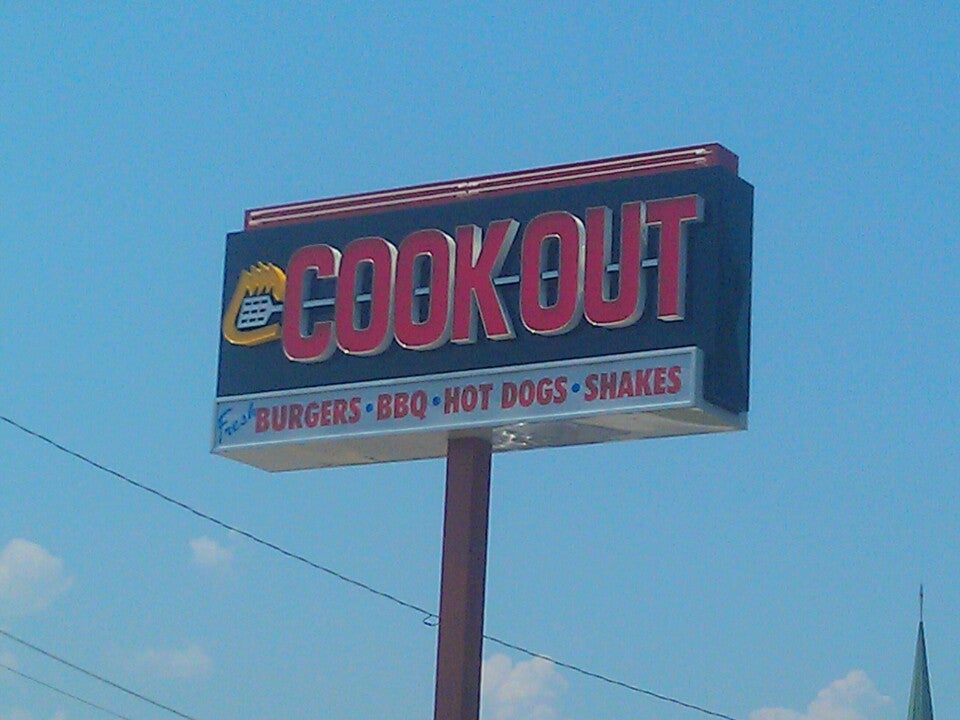 COOKOUT
Fresh BURGERS • BBQ • HOT DOGS • SHAKES